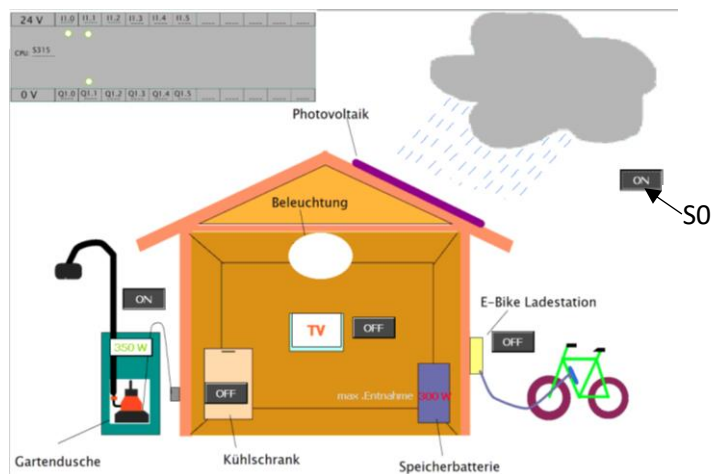 24 V I1.0 I1.1 I1.2 I1.3 I1.4 I1.5
CPU S315
0 V Q1.0 Q1.1 Q1.2 Q1.3 Q1.4 Q1.5
Photovoltaik
ON
S0
Beleuchtung
ON
E-Bike Ladestation
TV
OFF
OFF
350 W
OFF
max .Entnahme 300 W
Gartendusche
Kühlschrank
Speicherbatterie